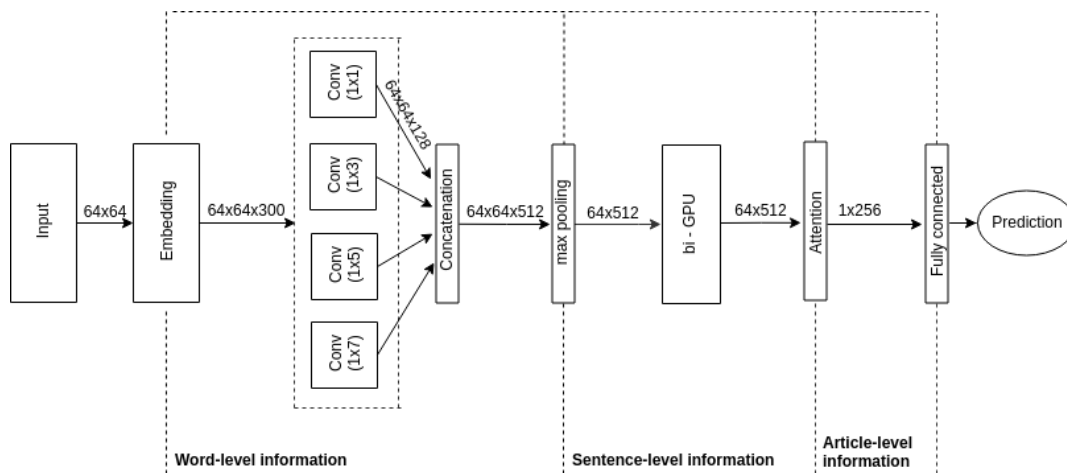 Input
64x64
Embedding
64x64x300
Conv
(1x1)
Conv
(1x3)
Conv
(1x5)
Conv
(1x7)
64x64x128
Concatenation
64x64x512
max pooling
64x512
bi - GPU
64x512
Attention
1x256
Fully connected
Prediction
Word-level information
Sentence-level information
Article-level
information